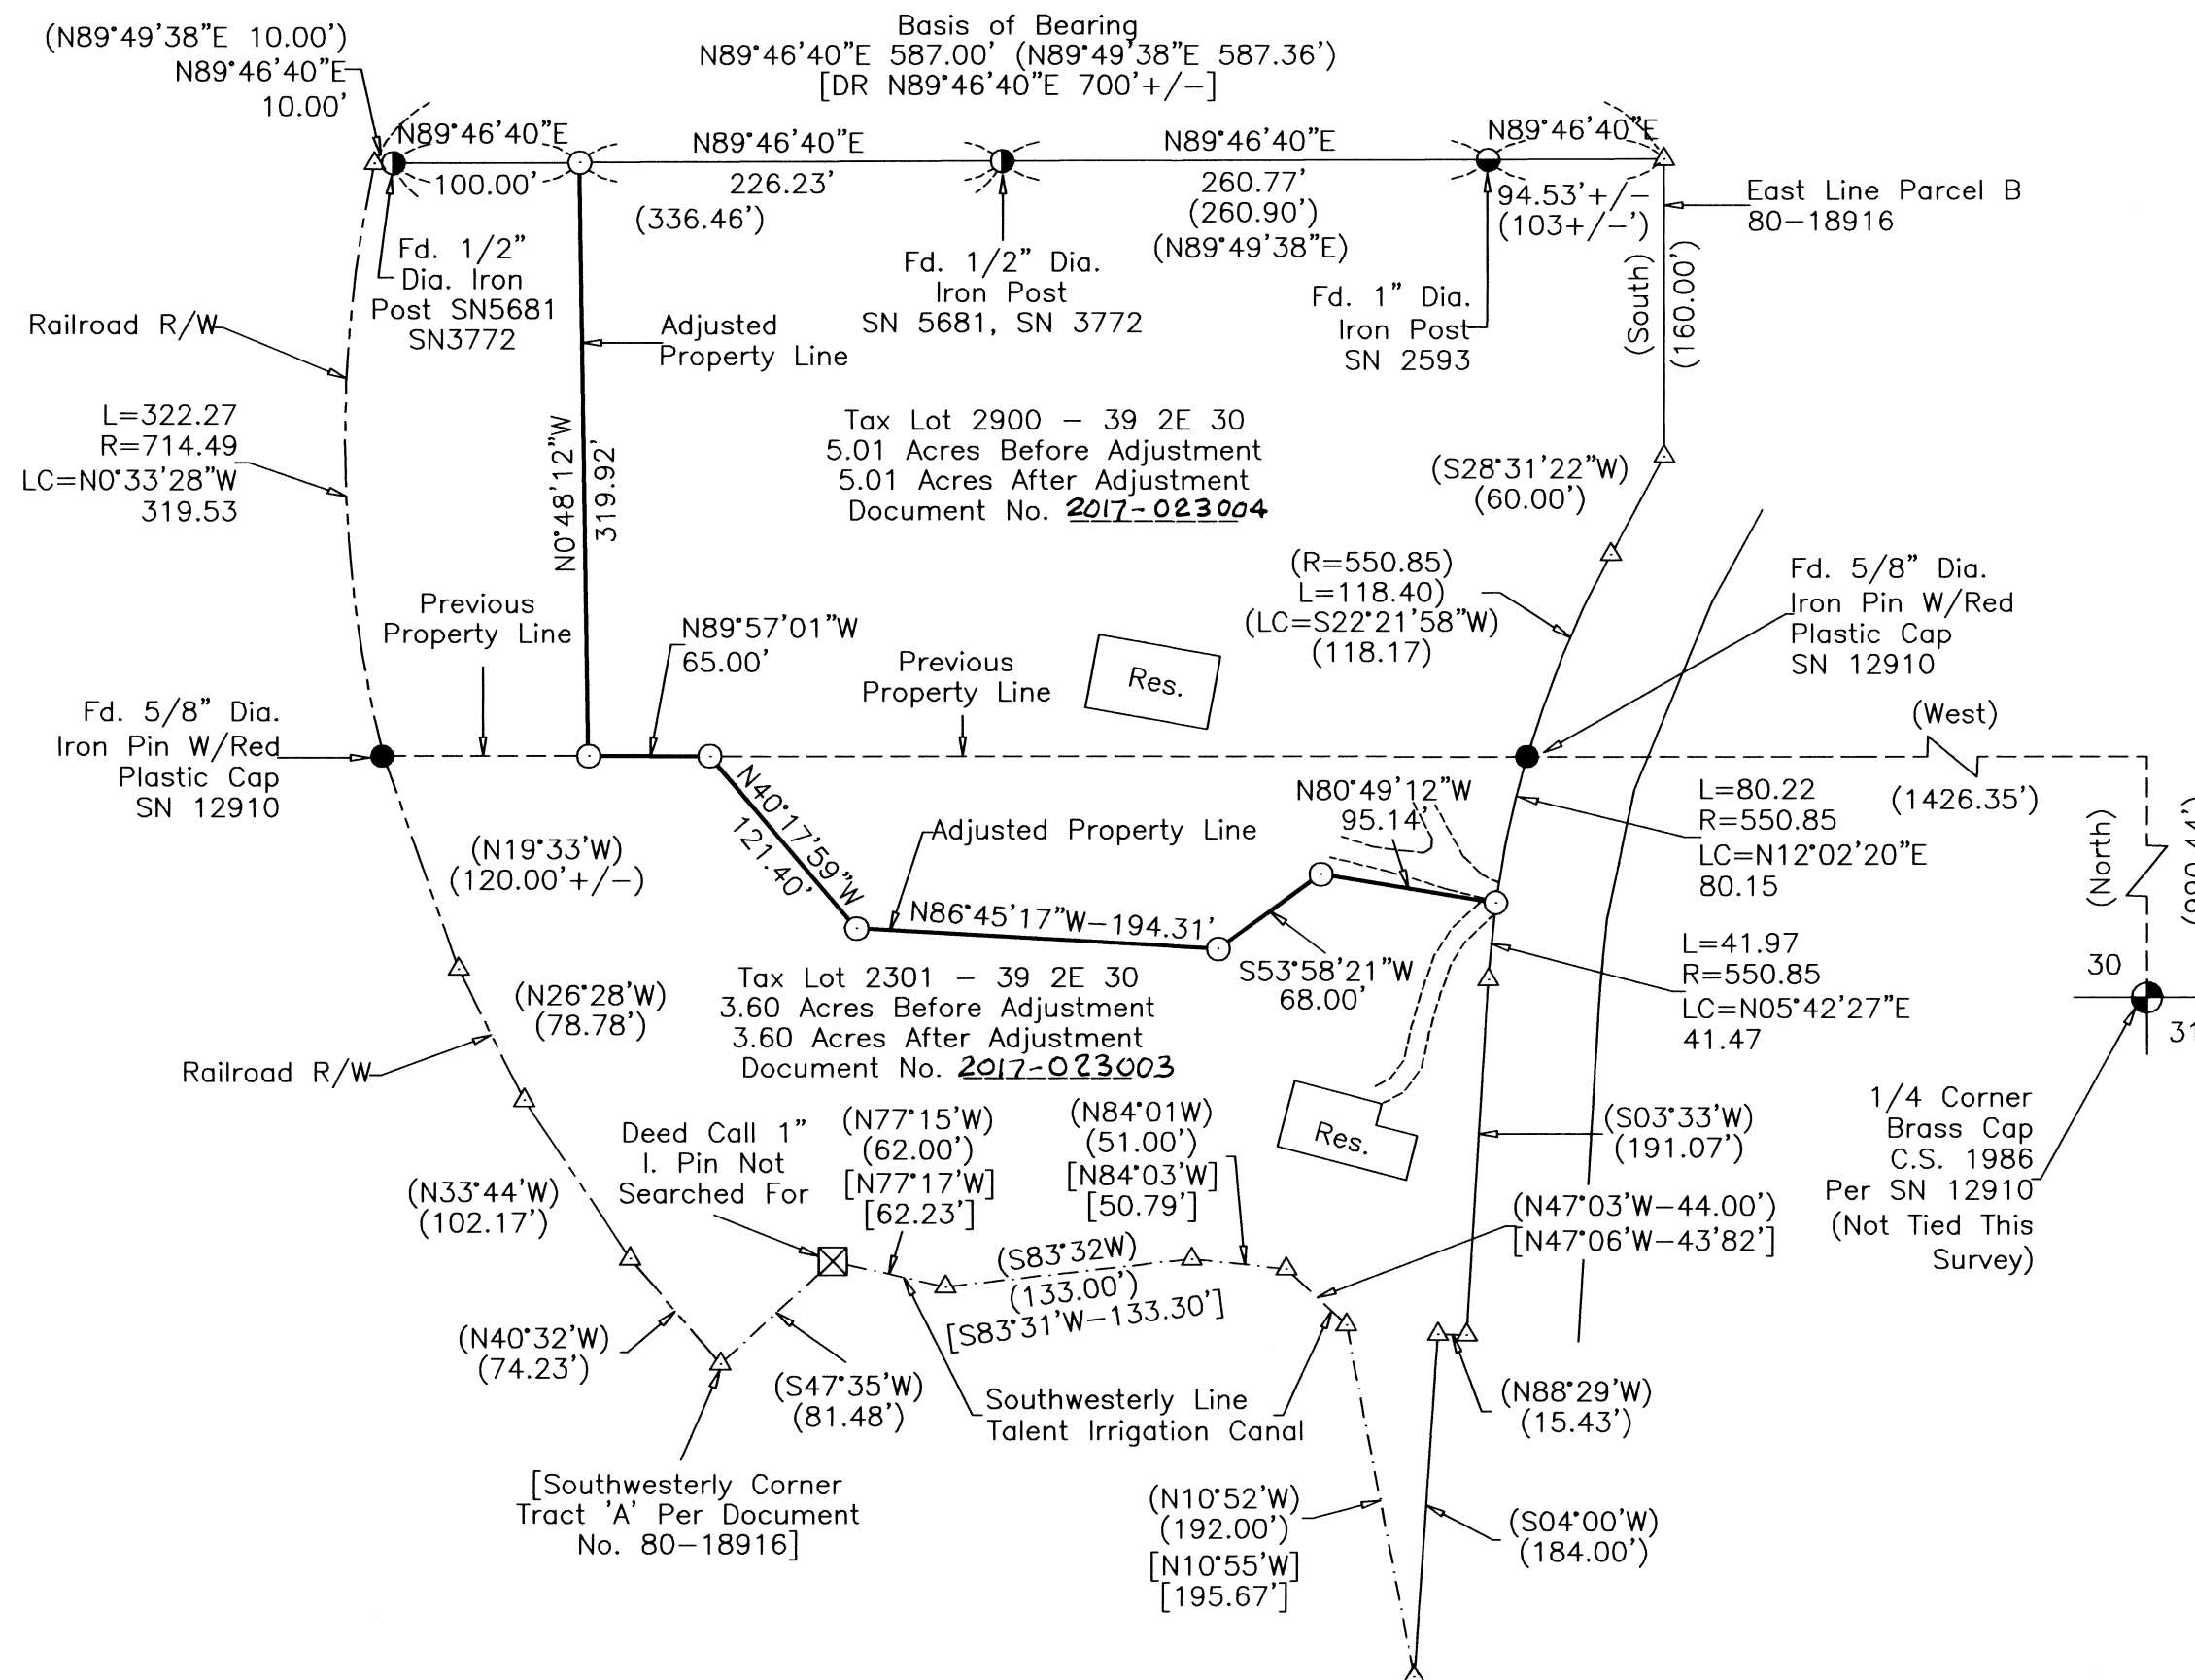 Basis of Bearing
N89°46'40"E 587.00' (N89°49'38"E 587.36')
[DR N89°46'40"E 700'+/-]
(N89°49'38"E 10.00')
N89°46'40"E
10.00'
N89°46'40"E
100.00'
N89°46'40"E
226.23'
(336.46')
N89°46'40"E
260.77'
(260.90')
(N89°49'38"E)
N89°46'40"E
94.53'+/-
(103+/-')
East Line Parcel B
80-18916
(South)
(160.00')
Fd. 1/2"
Dia. Iron
Post SN5681
SN3772
Fd. 1/2" Dia.
Iron Post
SN 5681, SN 3772
Fd. 1" Dia.
Iron Post
SN 2593
Railroad R/W
Adjusted
Property Line
L=322.27
R=714.49
LC=N0°33'28"W
319.53
N0°48'12"W
319.92'
Tax Lot 2900 - 39 2E 30
5.01 Acres Before Adjustment
5.01 Acres After Adjustment
Document No. 2017-023004
(S28°31'22"W)
(60.00')
(R=550.85)
L=118.40)
(LC=S22°21'58"W)
(118.17)
Fd. 5/8" Dia.
Iron Pin W/Red
Plastic Cap
SN 12910
Previous
Property Line
N89°57'01"W
65.00'
Previous
Property Line
Res.
Fd. 5/8" Dia.
Iron Pin W/Red
Plastic Cap
SN 12910
(West)
(1426.35')
(North)
N40°17'59"W
121.40'
Adjusted Property Line
N80°49'12"W
95.14'
L=80.22
R=550.85
LC=N12°02'20"E
80.15
(N19°33'W)
(120.00'+/-)
N86°45'17"W-194.31'
S53°58'21"W
68.00'
L=41.97
R=550.85
LC=N05°42'27"E
41.47
30
31
Tax Lot 2301 - 39 2E 30
3.60 Acres Before Adjustment
3.60 Acres After Adjustment
Document No. 2017-023003
(N26°28'W)
(78.78')
Railroad R/W
1/4 Corner
Brass Cap
C.S. 1986
Per SN 12910
(Not Tied This
Survey)
Deed Call 1"
I. Pin Not
Searched For
(N77°15'W)
(62.00')
[N77°17'W]
[62.23']
(N84°01W)
(51.00')
[N84°03'W]
[50.79']
Res.
(S03°33'W)
(191.07')
(N33°44'W)
(102.17')
(N47°03'W-44.00')
[N47°06'W-43'82']
(S83°32W)
(133.00')
[S83°31'W-133.30']
(N40°32'W)
(74.23')
(S47°35'W)
(81.48')
Southwesterly Line
Talent Irrigation Canal
(N88°29'W)
(15.43')
[Southwesterly Corner
Tract 'A' Per Document
No. 80-18916]
(N10°52'W)
(192.00')
[N10°55'W]
[195.67']
(S04°00'W)
(184.00')